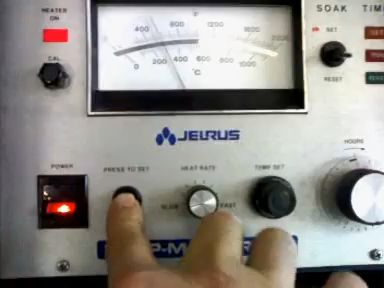 SOAK TIM
HEATER
ON
°F
400 800 1200 1600 2000
SET
0 200 400 600 800 1000
°C
CAL.
RESET
JELRUS
HOURS
POWER PRESS TO SET HEAT RATE TEMP SET
SLOW FAST